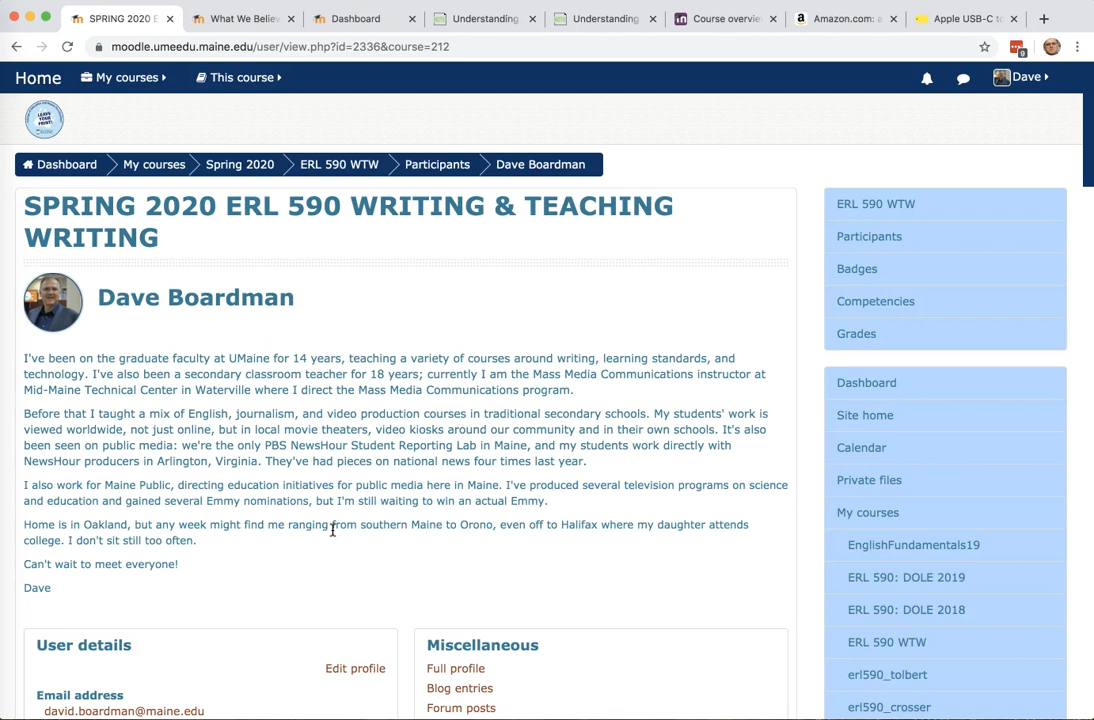 SPRING 2020 E
What We Believ
Dashboard
Understanding
Understanding
Course overvie
Amazon.com: a
Apple USB-C to
moodle.umeedu.maine.edu/user/view.php?id=2336&course=212
9
Home
My courses
This course
Dave
LEAVE
YOUR
PRINT!
Dashboard
My courses
Spring 2020
ERL 590 WTW
Participants
Dave Boardman
SPRING 2020 ERL 590 WRITING & TEACHING
WRITING
Dave Boardman
I've been on the graduate faculty at UMaine for 14 years, teaching a variety of courses around writing, learning standards, and
technology. I've also been a secondary classroom teacher for 18 years; currently I am the Mass Media Communications instructor at
Mid-Maine Technical Center in Waterville where I direct the Mass Media Communications program.
Before that I taught a mix of English, journalism, and video production courses in traditional secondary schools. My students' work is
viewed worldwide, not just online, but in local movie theaters, video kiosks around our community and in their own schools. It's also
been seen on public media: we're the only PBS NewsHour Student Reporting Lab in Maine, and my students work directly with
NewsHour producers in Arlington, Virginia. They've had pieces on national news four times last year.
I also work for Maine Public, directing education initiatives for public media here in Maine. I've produced several television programs on science
and education and gained several Emmy nominations, but I'm still waiting to win an actual Emmy.
Home is in Oakland, but any week might find me ranging from southern Maine to Orono, even off to Halifax where my daughter attends
college. I don't sit still too often.
Can't wait to meet everyone!
Dave
User details
Edit profile
Email address
david.boardman@maine.edu
Miscellaneous
Full profile
Blog entries
Forum posts
ERL 590 WTW
Participants
Badges
Competencies
Grades
Dashboard
Site home
Calendar
Private files
My courses
EnglishFundamentals19
ERL 590: DOLE 2019
ERL 590: DOLE 2018
ERL 590 WTW
erl590_tolbert
erl590_crosser